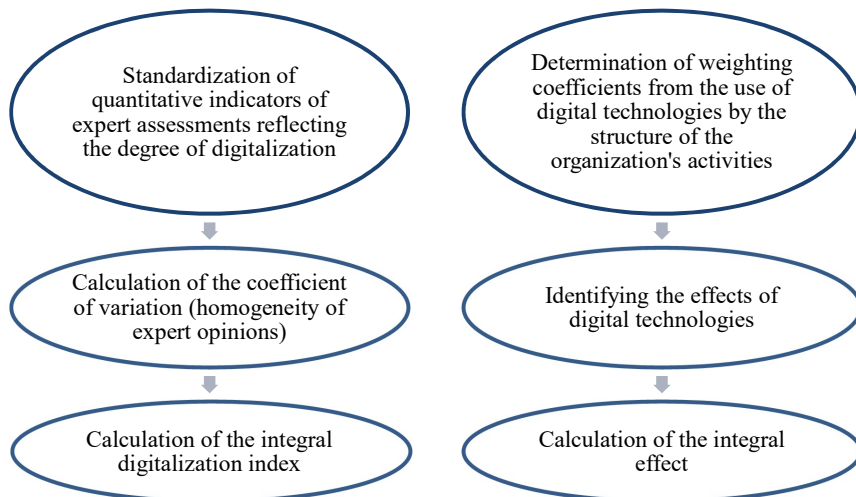 Standardization of
quantitative indicators of
expert assessments reflecting
the degree of digitalization
Calculation of the coefficient
of variation (homogeneity of
expert opinions)
Calculation of the integral
digitalization index
Determination of weighting
coefficients from the use of
digital technologies by the
structure of the
organization's activities
Identifying the effects of
digital technologies
Calculation of the integral
effect